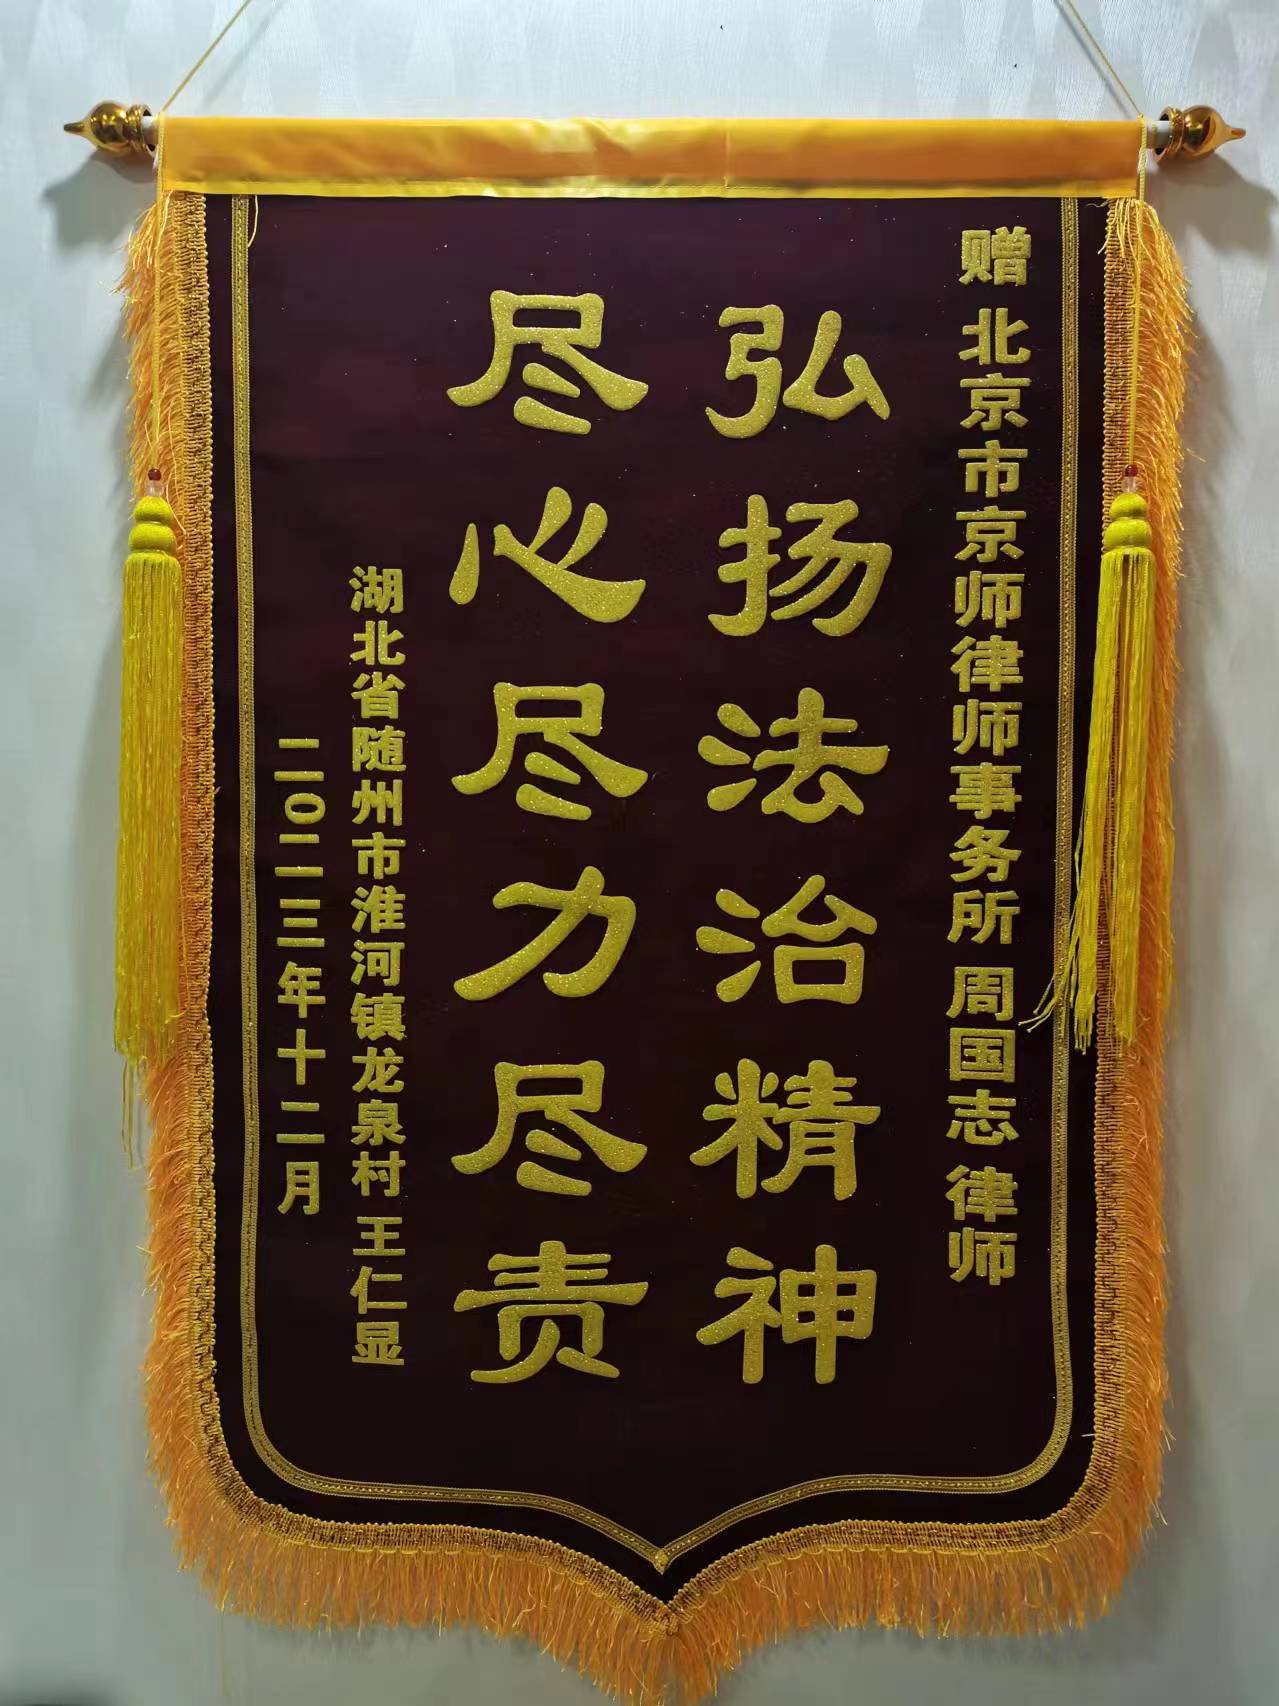 赠 北京市京师律师事务所 周国志 律师
弘扬法治精神
尽心尽力尽责
湖北省随州市淮河镇龙泉村 王仁显
二〇二三年十二月